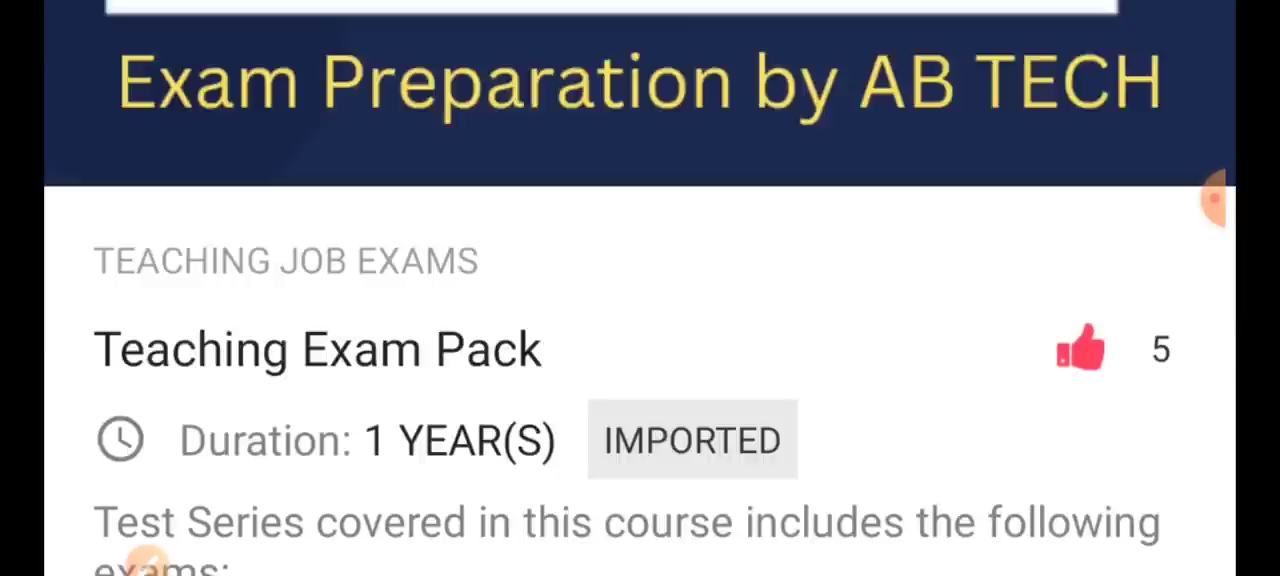 Exam Preparation by AB TECH
TEACHING JOB EXAMS
Teaching Exam Pack
5
Duration: 1 YEAR(S) IMPORTED
Test Series covered in this course includes the following
exams: